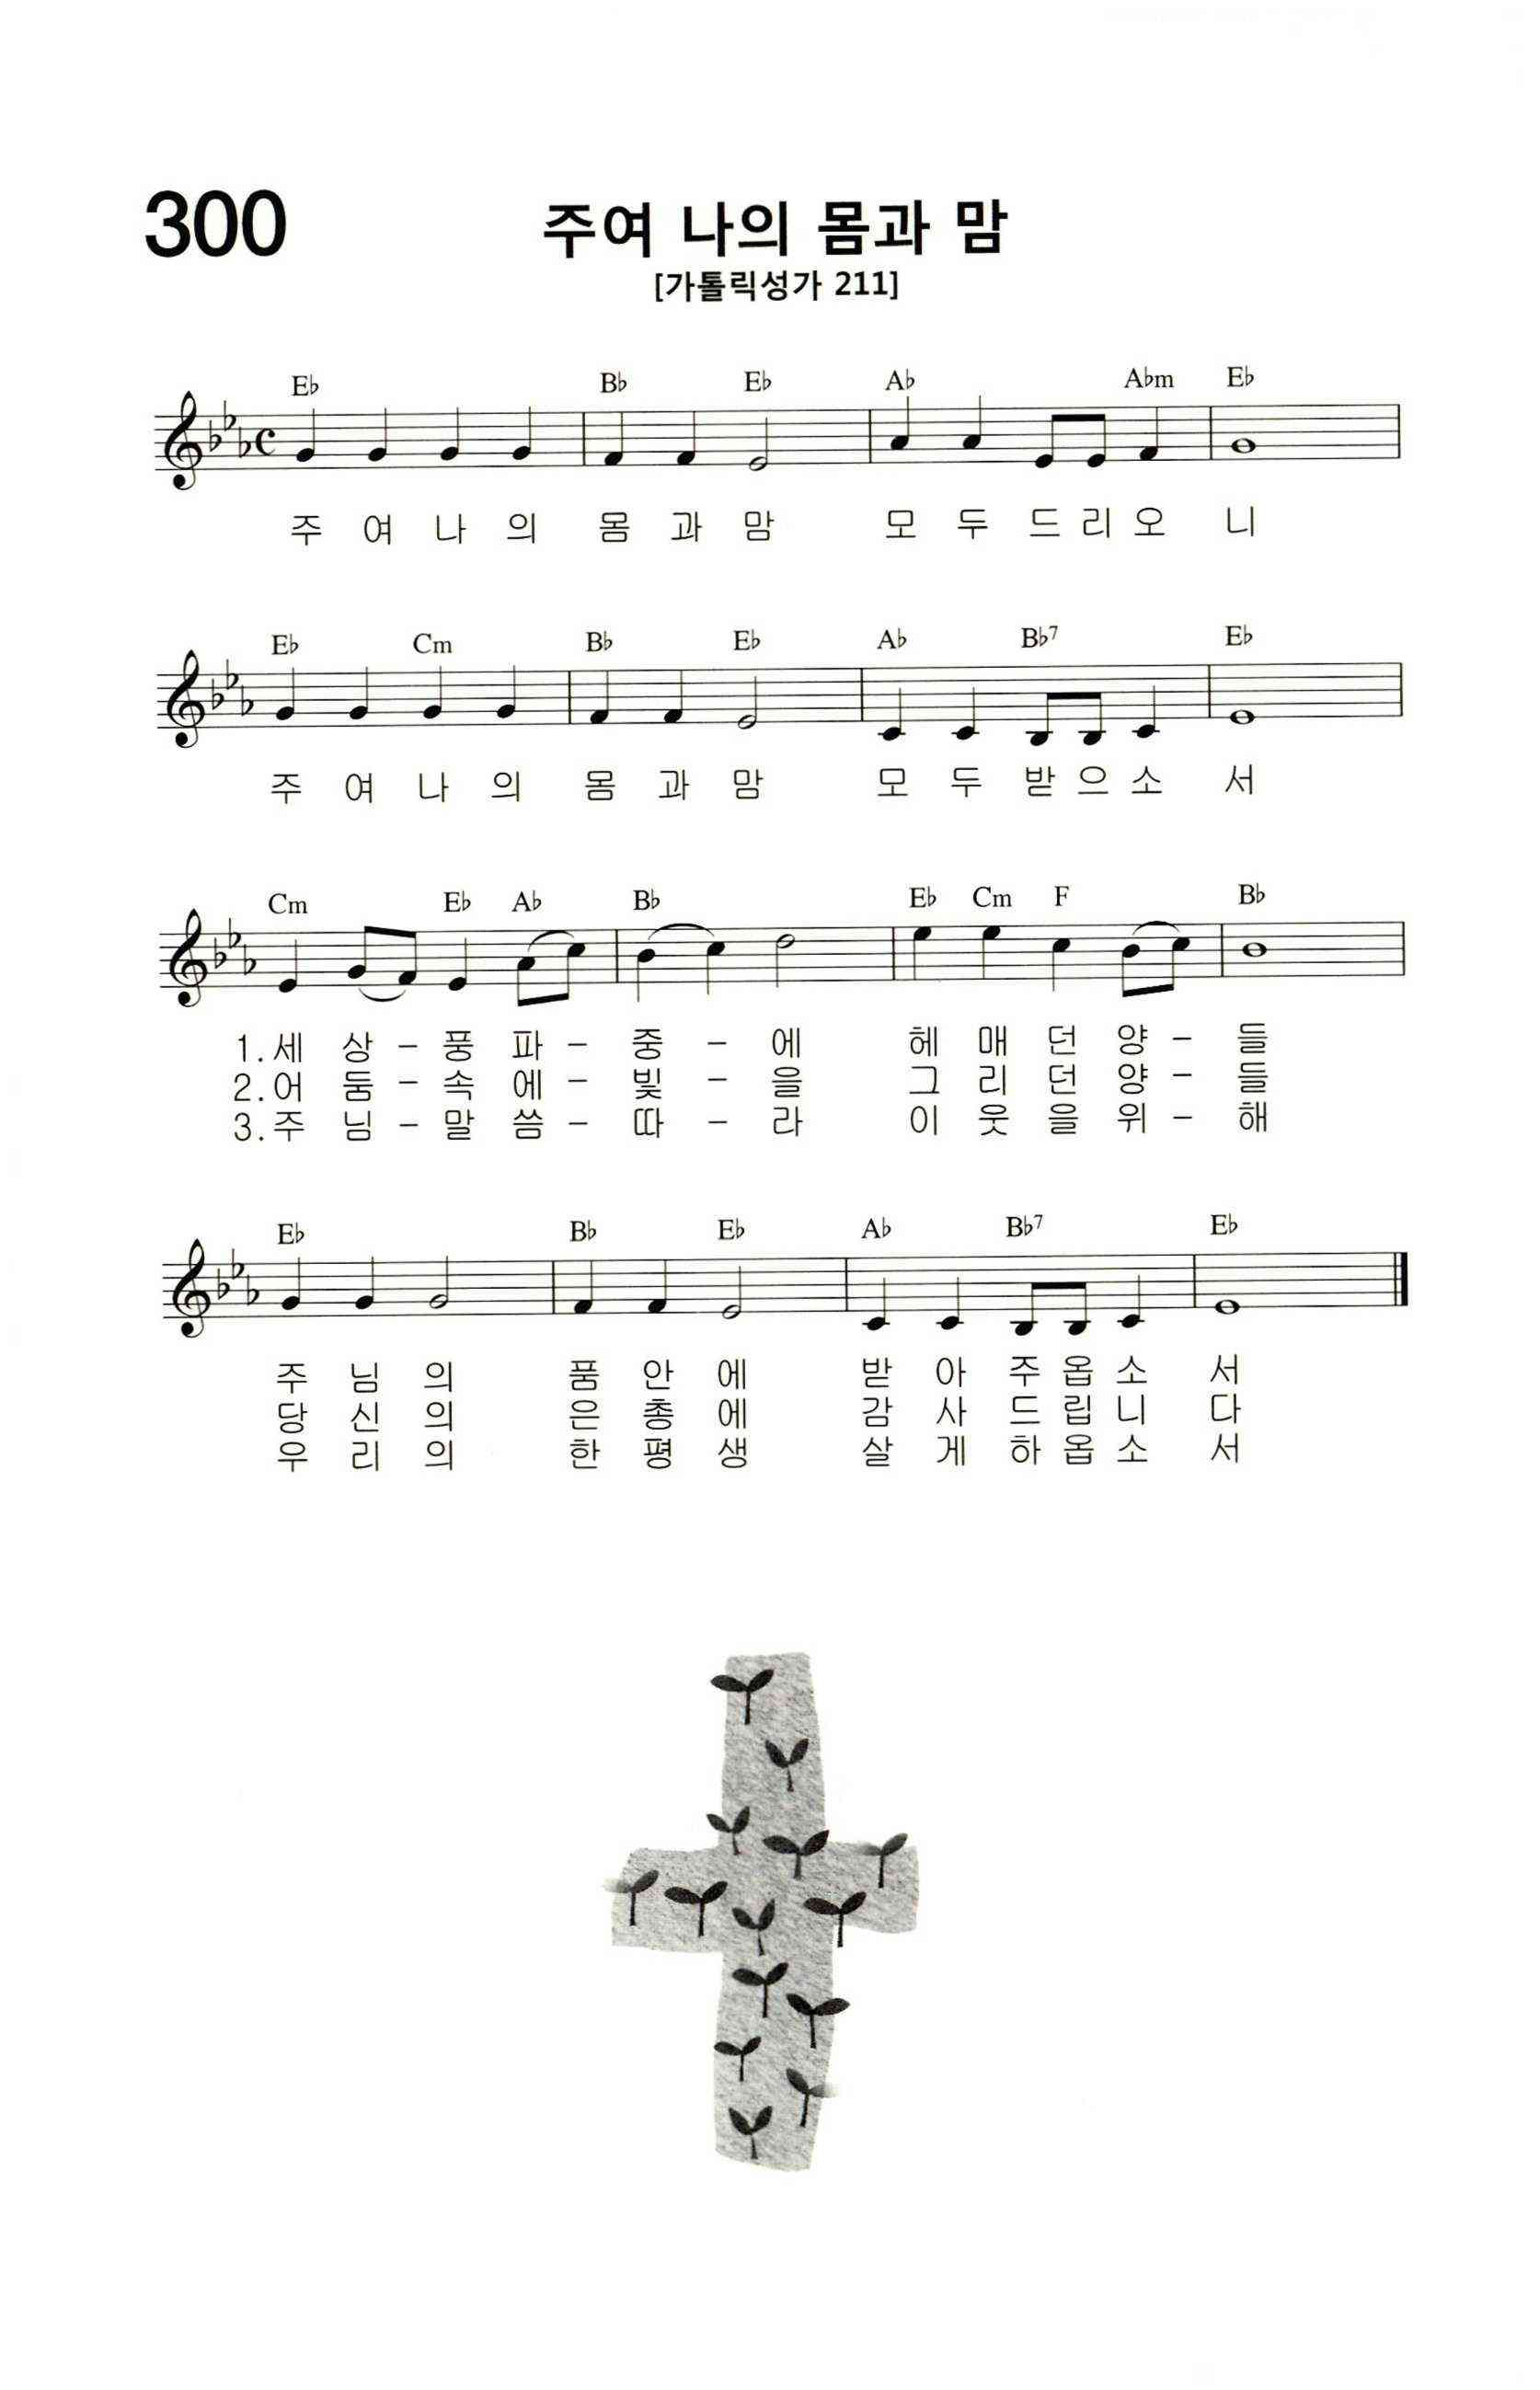 300
주여 나의 몸과 맘
[가톨릭성가 211]
E♭ B♭ E♭ A♭ A♭m E♭
주 여 나 의 몸 과 맘 모 두 드 리 오 니
E♭ Cm B♭ E♭ A♭ B♭7 E♭
주 여 나 의 몸 과 맘 모 두 받 으 소 서
Cm E♭ A♭ B♭ E♭ Cm F B♭
1.세 상 - 풍 파 - 중 - 에 헤 매 던 양 - 들
2.어 둠 - 속 에 - 빛 - 을 그 리 던 양 - 들
3.주 님 - 말 씀 - 따 - 라 이 웃 을 위 - 해
E♭ B♭ E♭ A♭ B♭7 E♭
주 님 의 품 안 에 받 아 주 옵 소 서
당 신 의 은 총 에 감 사 드 립 니 다
우 리 의 한 평 생 살 게 하 옵 소 서